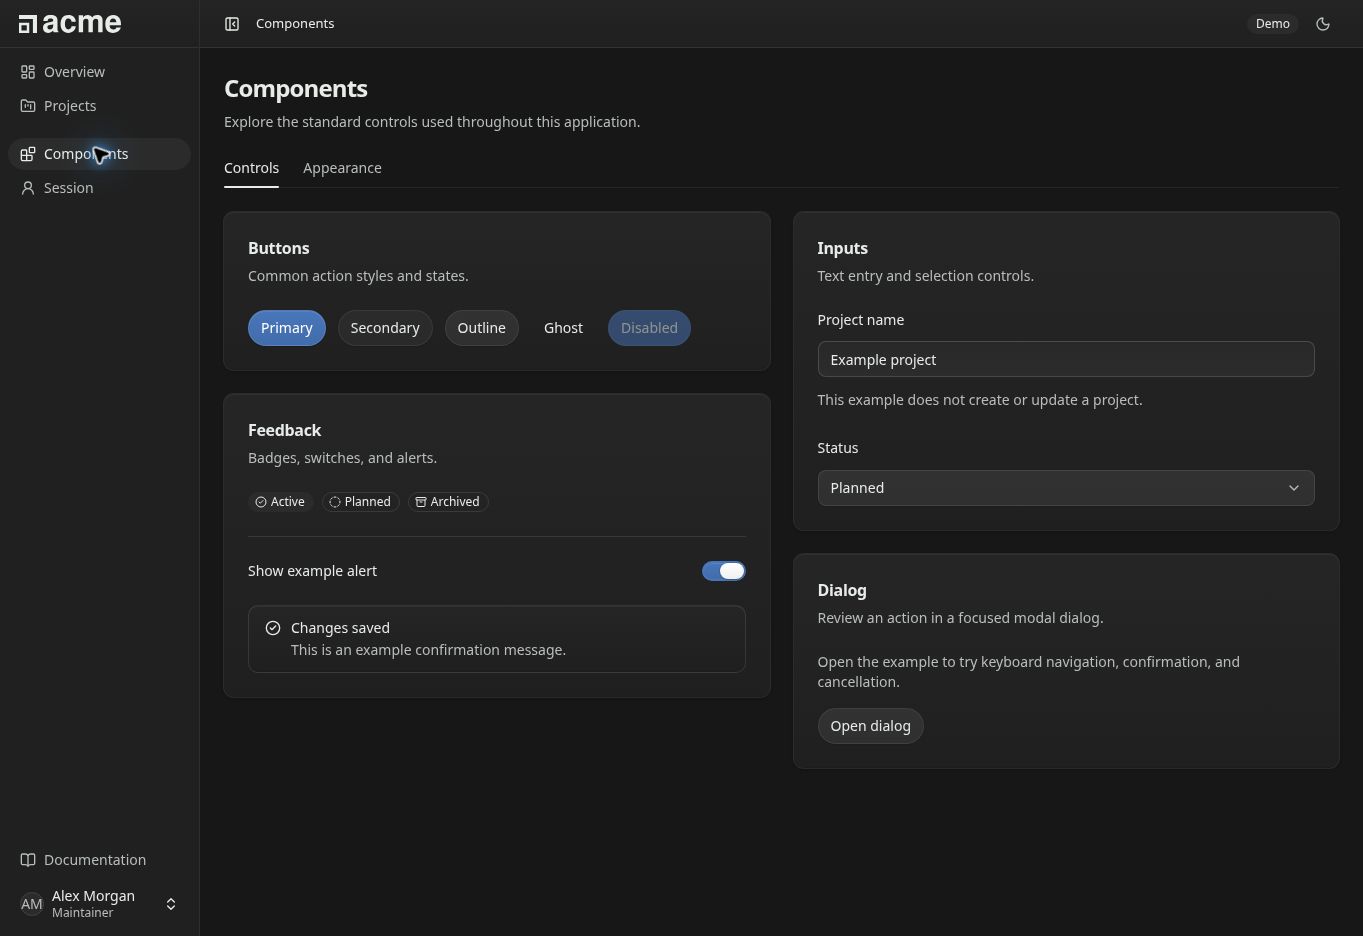 acme
Overview
Projects
Components
Session
Documentation
AM
Alex Morgan
Maintainer
Components
Demo
Components
Explore the standard controls used throughout this application.
Controls
Appearance
Buttons
Common action styles and states.
Primary
Secondary
Outline
Ghost
Disabled
Feedback
Badges, switches, and alerts.
Active
Planned
Archived
Show example alert
Changes saved
This is an example confirmation message.
Inputs
Text entry and selection controls.
Project name
Example project
This example does not create or update a project.
Status
Planned
Dialog
Review an action in a focused modal dialog.
Open the example to try keyboard navigation, confirmation, and
cancellation.
Open dialog